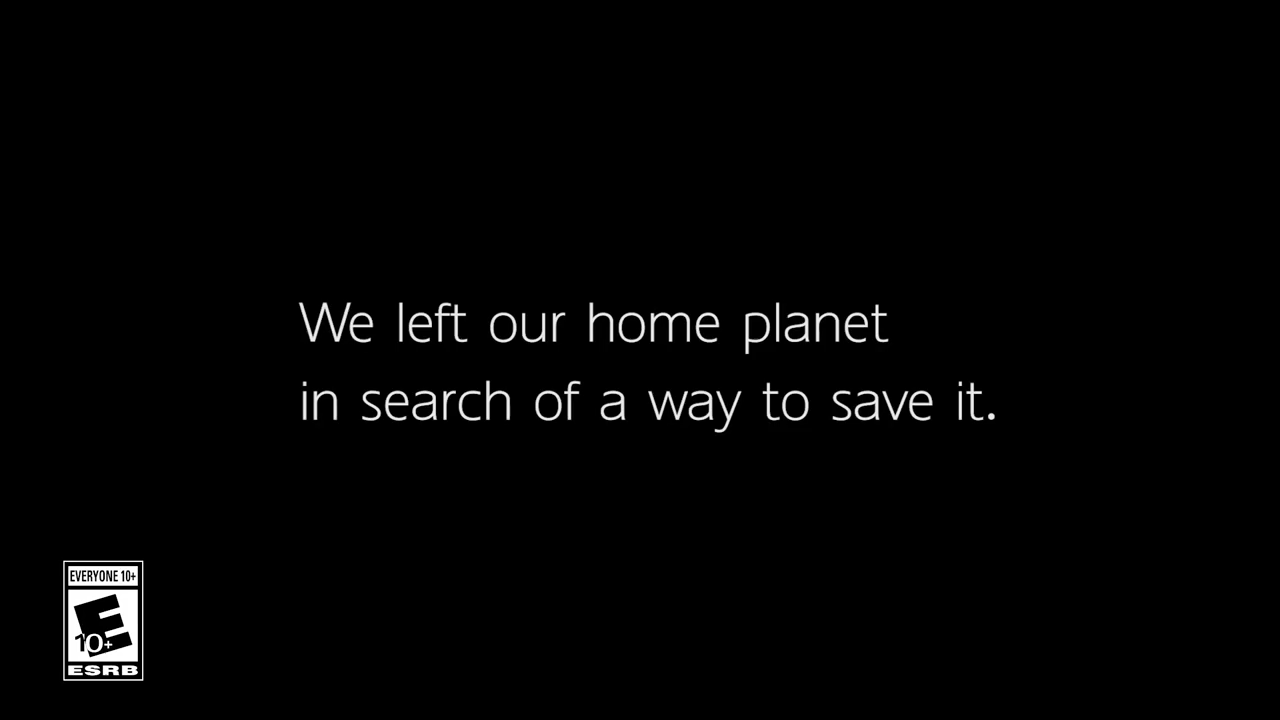 We left our home planet
in search of a way to save it.
EVERYONE 10+
E
10+
ESRB